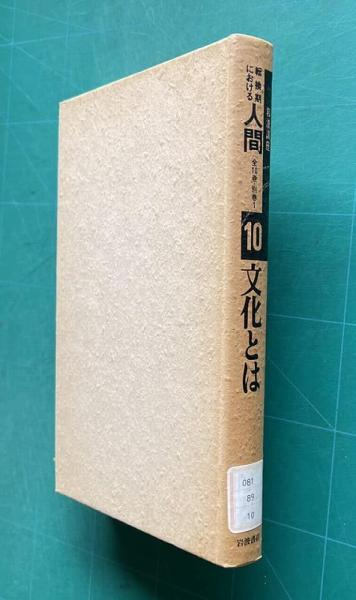 岩波講座
転換期
における
人間
全10巻・別巻1
10
文化とは
081
89
10
岩波書店